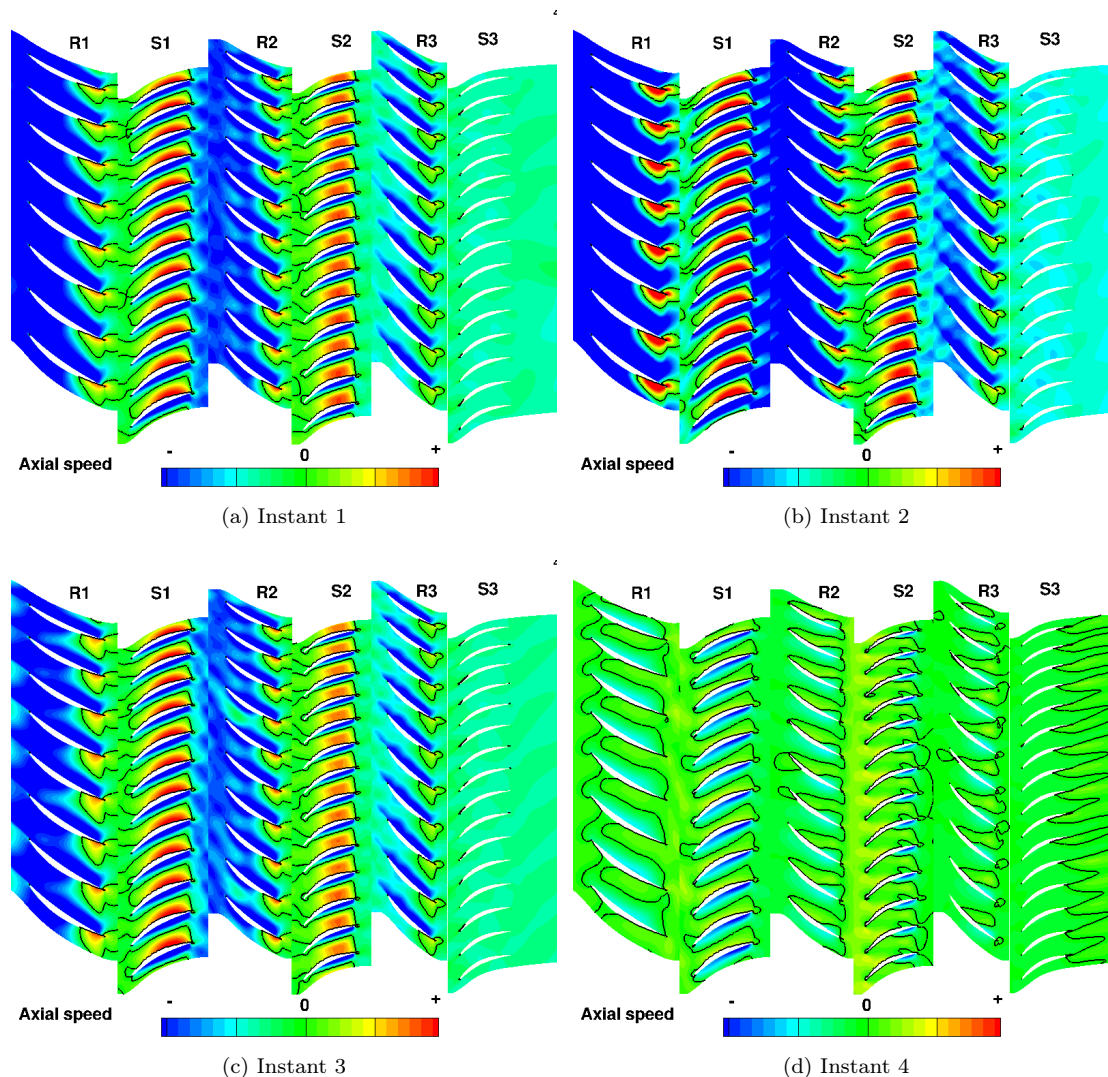 R1 S1 R2 S2 R3 S3
Axial speed - 0 +
(a) Instant 1
R1 S1 R2 S2 R3 S3
Axial speed - 0 +
(b) Instant 2
R1 S1 R2 S2 R3 S3
Axial speed - 0 +
(c) Instant 3
R1 S1 R2 S2 R3 S3
Axial speed - 0 +
(d) Instant 4